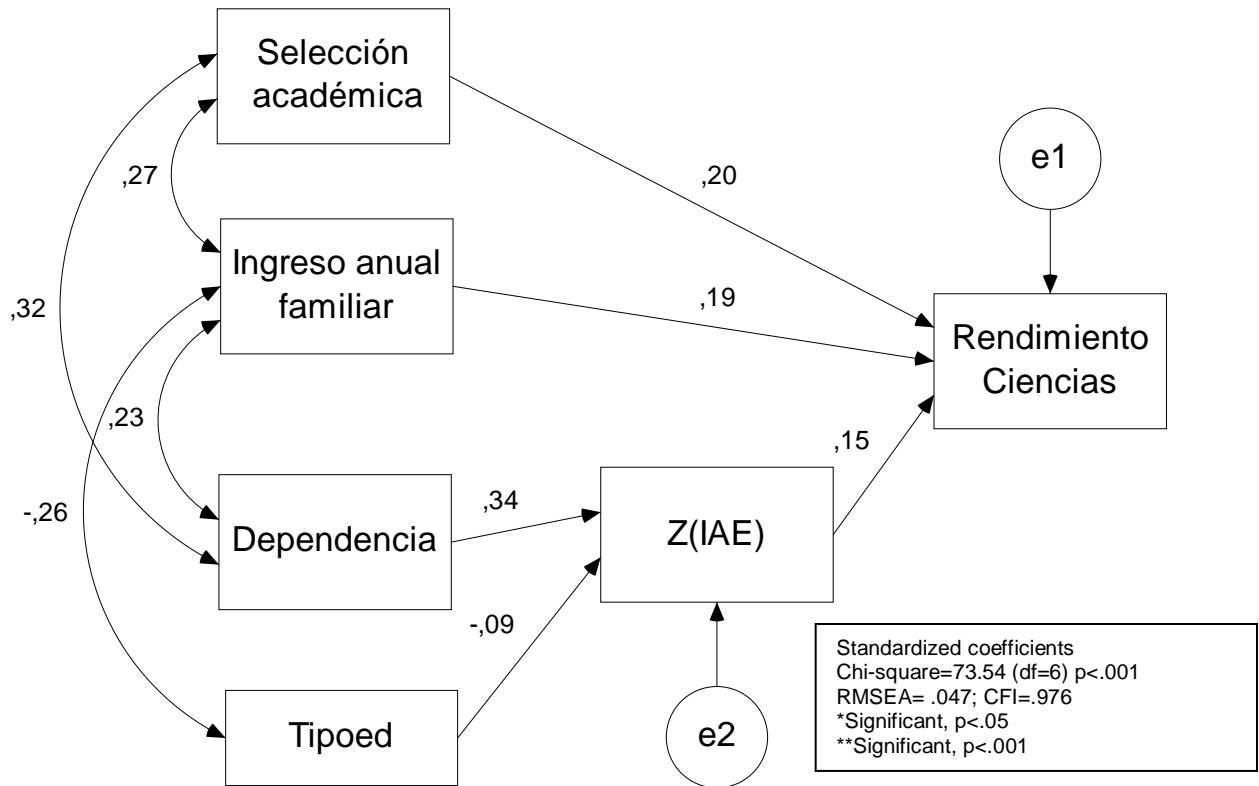 Selección
académica
e1
,27
,20
Ingreso anual
familiar
,19
,32
Rendimiento
Ciencias
,23
,15
-,26
,34
Dependencia
Z(IAE)
-,09
Tipoed
e2
Standardized coefficients
Chi-square=73.54 (df=6) p<.001
RMSEA= .047; CFI=.976
*Significant, p<.05
**Significant, p<.001